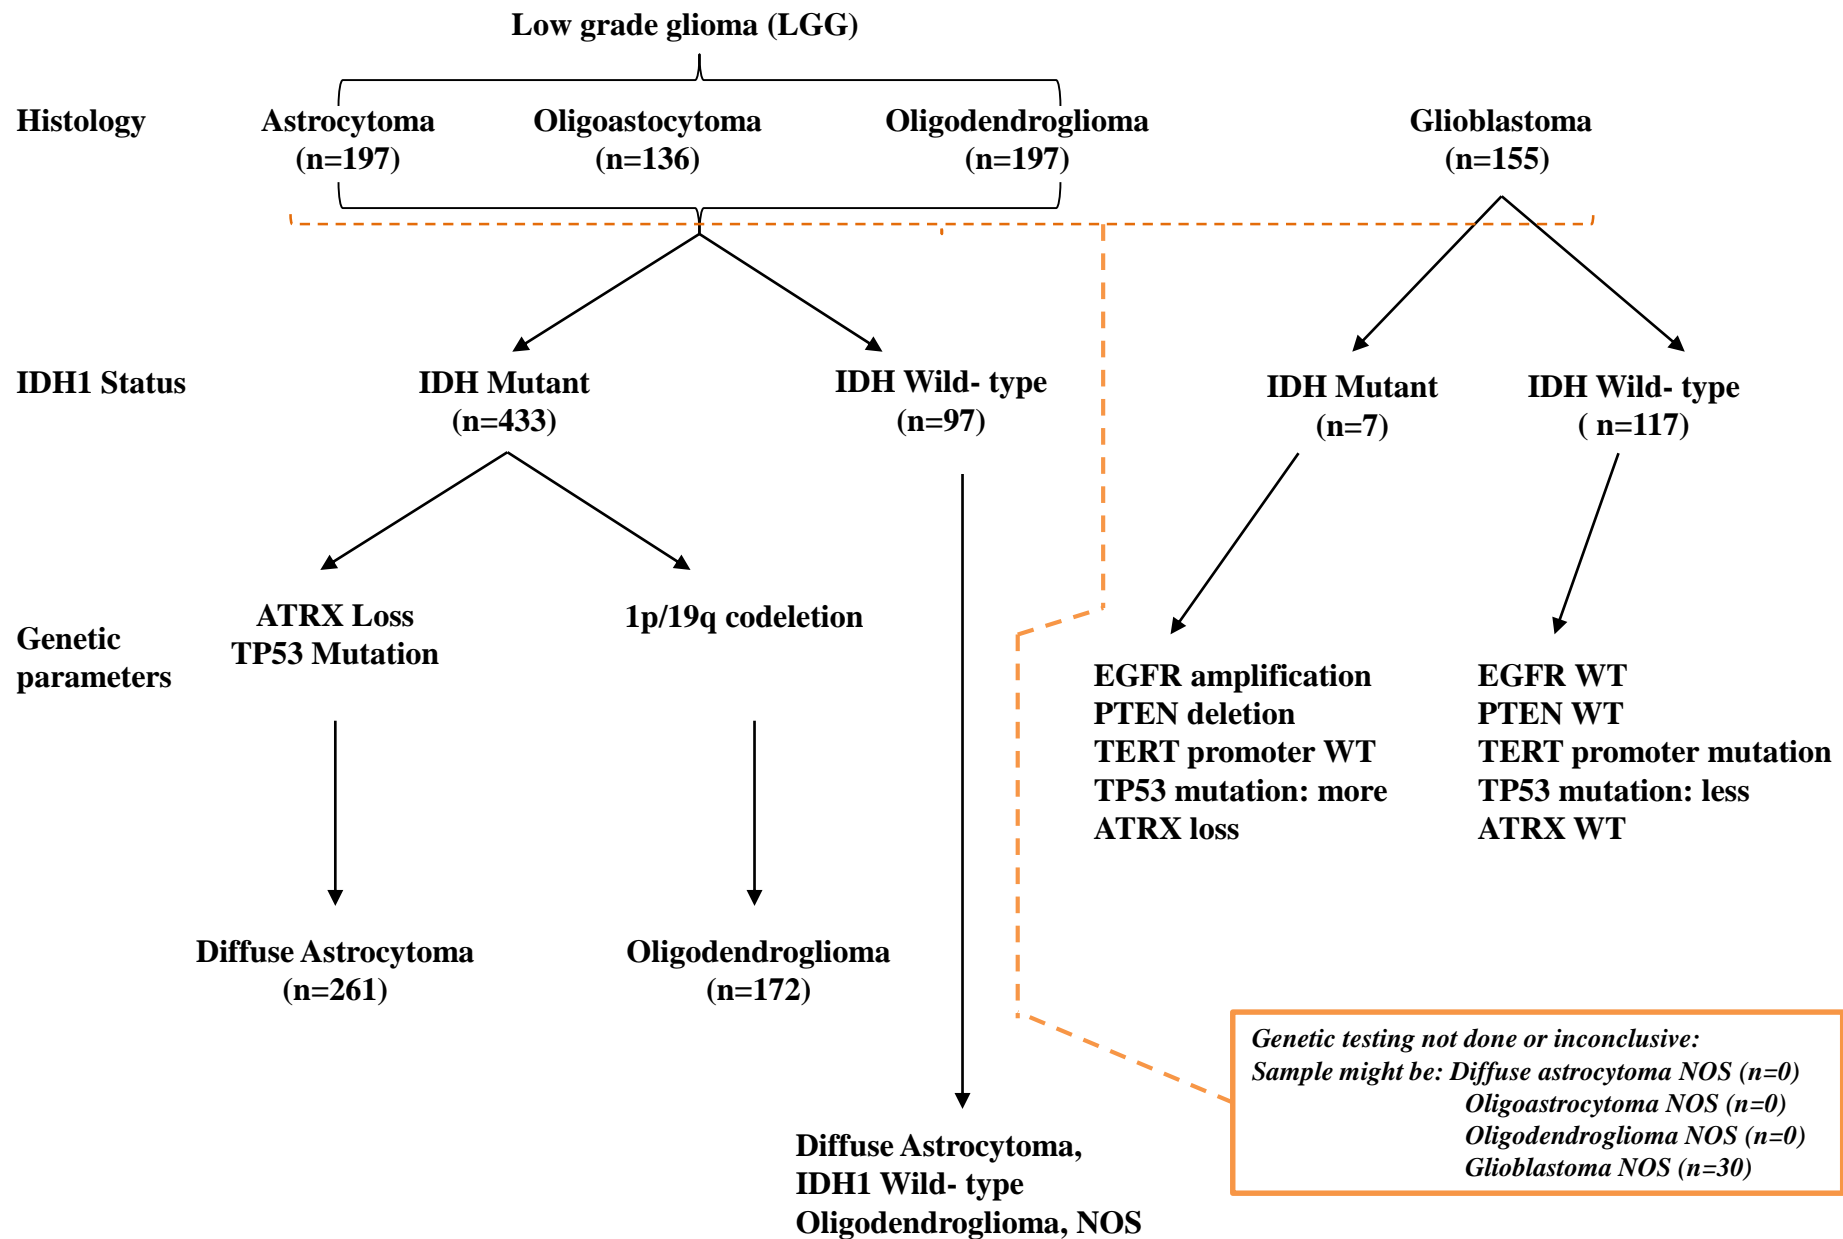 Low grade glioma (LGG)
Histology
Astrocytoma
(n=197)
Oligoastocytoma
(n=136)
Oligodendroglioma
(n=197)
Glioblastoma
(n=155)
IDH1 Status
IDH Mutant
(n=433)
IDH Wild- type
(n=97)
IDH Mutant
(n=7)
IDH Wild- type
( n=117)
Genetic
parameters
ATRX Loss
TP53 Mutation
1p/19q codeletion
EGFR amplification
PTEN deletion
TERT promoter WT
TP53 mutation: more
ATRX loss
EGFR WT
PTEN WT
TERT promoter mutation
TP53 mutation: less
ATRX WT
Diffuse Astrocytoma
(n=261)
Oligodendroglioma
(n=172)
Diffuse Astrocytoma,
IDH1 Wild- type
Oligodendroglioma, NOS
Genetic testing not done or inconclusive:
Sample might be: Diffuse astrocytoma NOS (n=0)
Oligoastrocytoma NOS (n=0)
Oligodendroglioma NOS (n=0)
Glioblastoma NOS (n=30)